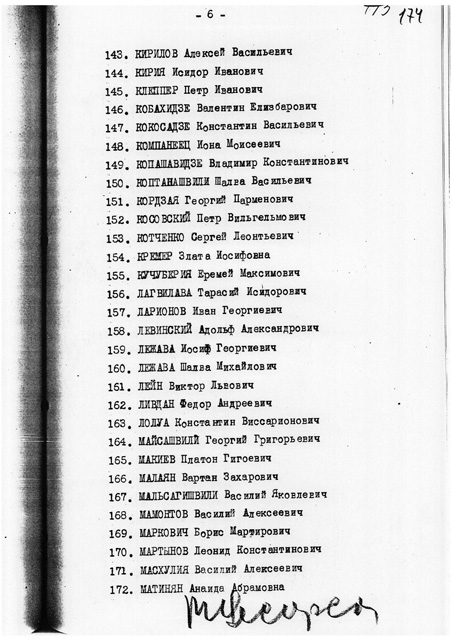 - 6 -
174
143. КИРИЛОВ Алексей Васильевич
144. КИРИЯ Исидор Иванович
145. КЛЕППЕР Петр Иванович
146. КОБАХИДЗЕ Валентин Елизбарович
147. КОКОСАДЗЕ Константин Васильевич
148. КОМПАНЕЕЦ Иона Моисеевич
149. КОПАШАВИДЗЕ Владимир Константинович
150. КОПТАНАШВИЛИ Шалва Васильевич
151. КОРДЗАЯ Георгий Парменович
152. КОСОВСКИЙ Петр Вильгельмович
153. КОТЧЕНКО Сергей Леонтьевич
154. КРЕМЕР Злата Иосифовна
155. КУЧУБЕРИЯ Еремей Максимович
156. ЛАГВИЛАВА Тарасий Исидорович
157. ЛАРИОНОВ Иван Георгиевич
158. ЛЕВИНСКИЙ Адольф Александрович
159. ЛЕЖАВА Иосиф Георгиевич
160. ЛЕЖАВА Шалва Михайлович
161. ЛЕЙН Виктор Львович
162. ЛИВДАН Федор Андреевич
163. ЛОЛУА Константин Виссарионович
164. МАЙСАШВИЛИ Георгий Григорьевич
165. МАКИЕВ Платон Гигоевич
166. МАЛАЯН Вартан Захарович
167. МАЛЬСАГИШВИЛИ Василий Яковлевич
168. МАМОНТОВ Василий Алексеевич
169. МАРКОВИЧ Борис Мартирович
170. МАРТЫНОВ Леонид Константинович
171. МАСХУЛИЯ Василий Алексеевич
172. МАТИНЯН Анаида Абрамовна